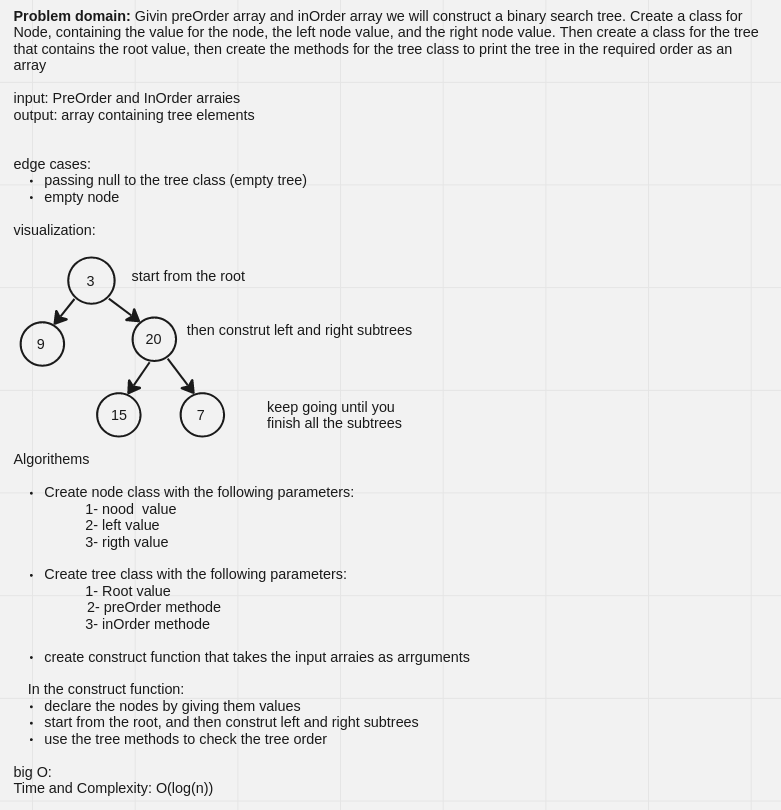 Problem domain: Givin preOrder array and inOrder array we will construct a binary search tree. Create a class for
Node, containing the value for the node, the left node value, and the right node value. Then create a class for the tree
that contains the root value, then create the methods for the tree class to print the tree in the required order as an
array
input: PreOrder and InOrder arraies
output: array containing tree elements
edge cases:
• passing null to the tree class (empty tree)
• empty node
visualization:
3
start from the root
9
20
then construt left and right subtrees
15
7
keep going until you
finish all the subtrees
Algorithems
• Create node class with the following parameters:
1- nood  value
2- left value
3- rigth value
• Create tree class with the following parameters:
1- Root value
2- preOrder methode
3- inOrder methode
• create construct function that takes the input arraies as arrguments
In the construct function:
• declare the nodes by giving them values
• start from the root, and then construt left and right subtrees
• use the tree methods to check the tree order
big O:
Time and Complexity: O(log(n))